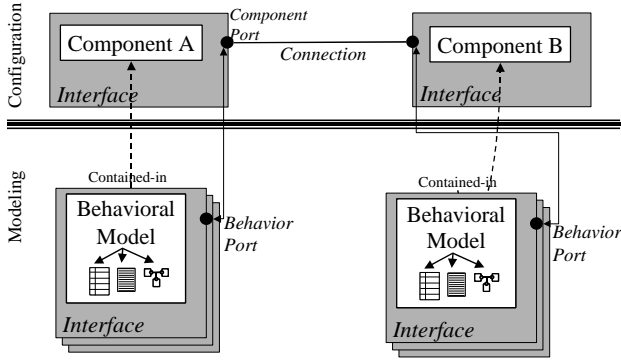 Configuration
Component A
Component
Port
Connection
Component B
Interface
Interface
Modeling
Contained-in
Contained-in
Behavioral
Model
Behavior
Port
Behavioral
Model
Behavior
Port
Interface
Interface